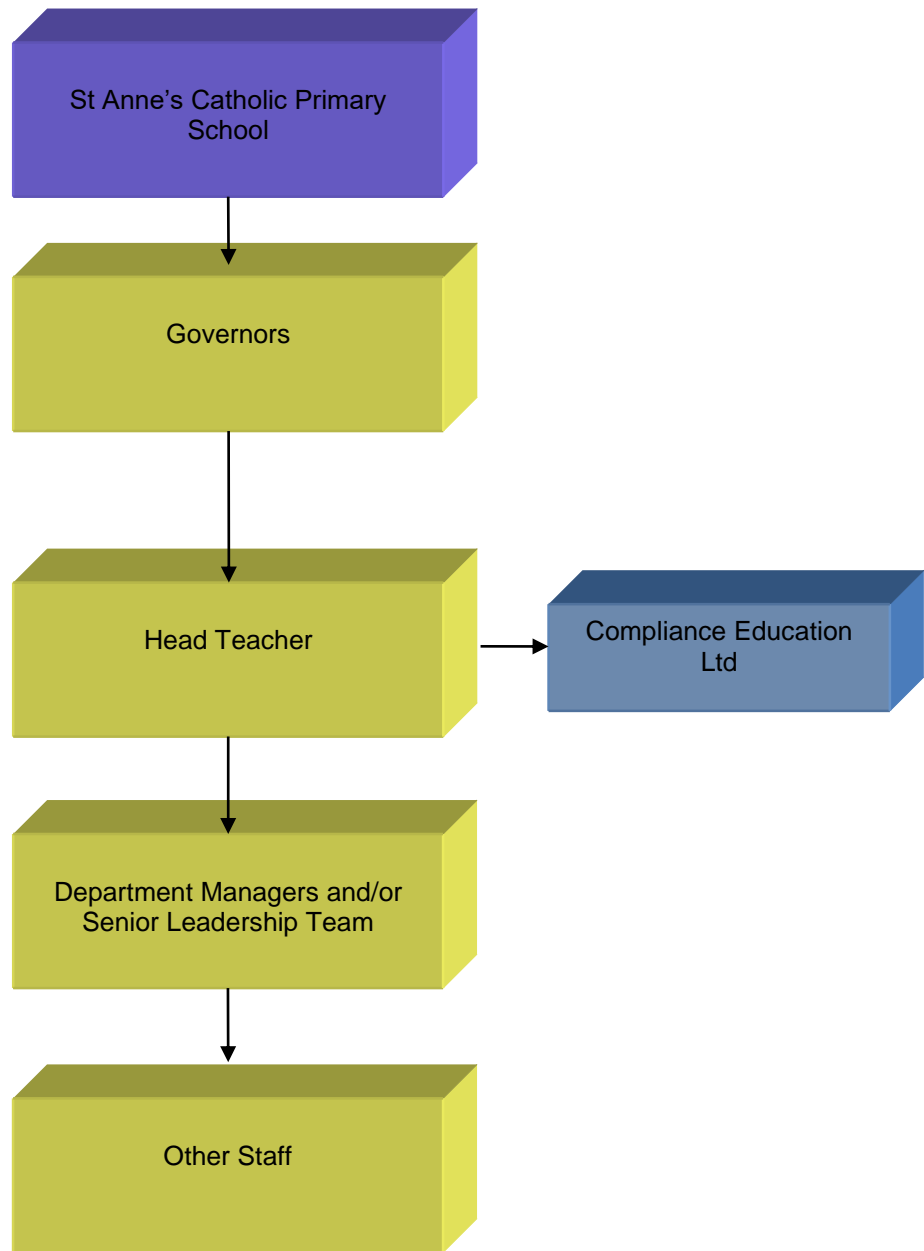 St Anne’s Catholic Primary
School
Governors
Head Teacher
Compliance Education
Ltd
Department Managers and/or
Senior Leadership Team
Other Staff